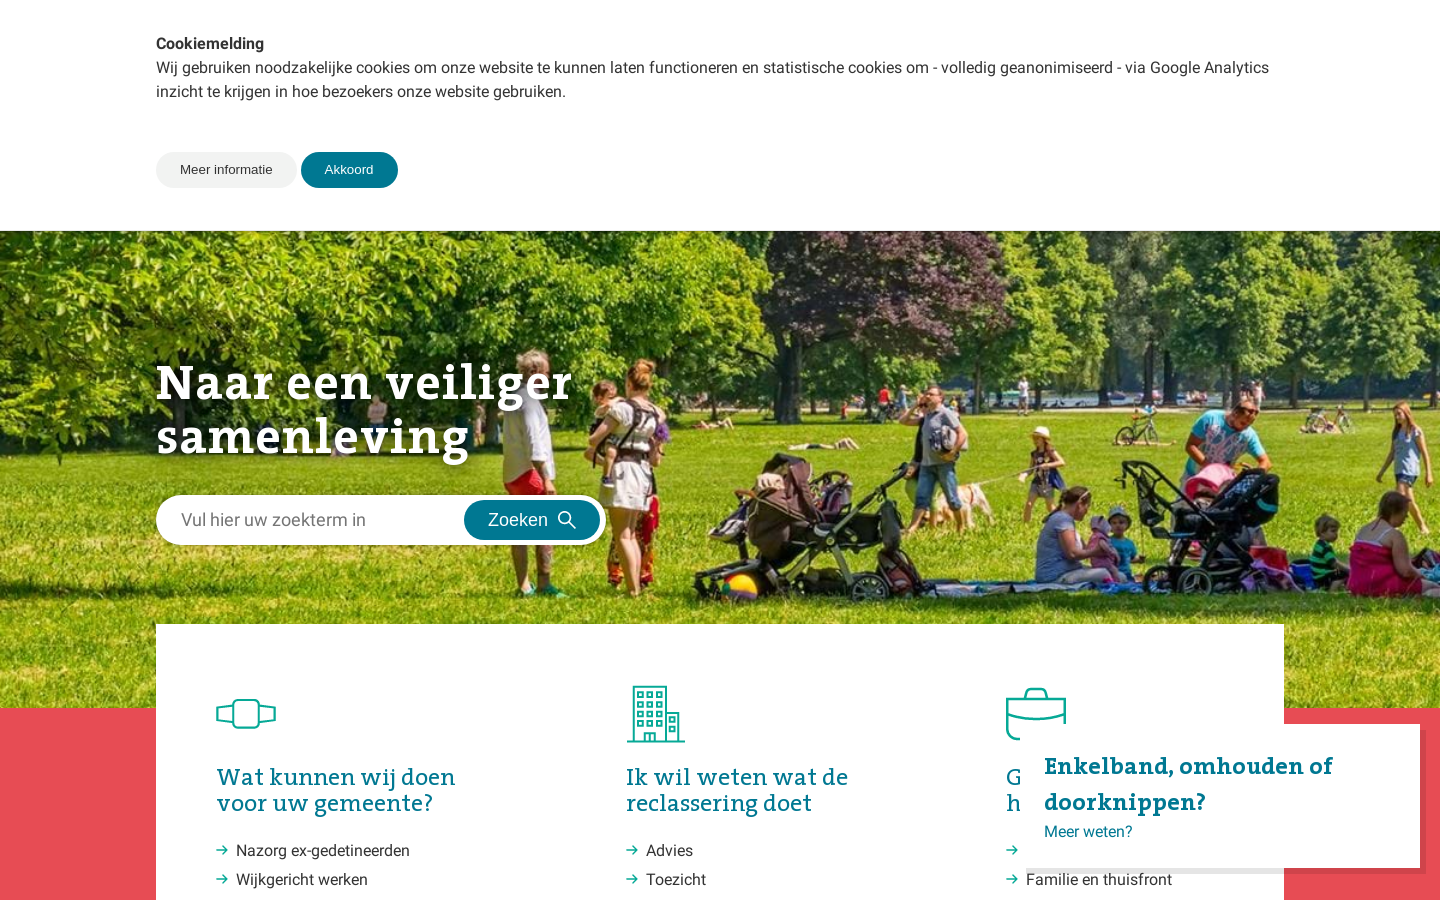 Cookiemelding
Wij gebruiken noodzakelijke cookies om onze website te kunnen laten functioneren en statistische cookies om - volledig geanonimiseerd - via Google Analytics
inzicht te krijgen in hoe bezoekers onze website gebruiken.
Meer informatie
Akkoord
Naar een veiliger
samenleving
Vul hier uw zoekterm in
Zoeken
Wat kunnen wij doen
voor uw gemeente?
Nazorg ex-gedetineerden
Wijkgericht werken
Ik wil weten wat de
reclassering doet
Advies
Toezicht
G
h
Familie en thuisfront
Enkelband, omhouden of
doorknippen?
Meer weten?